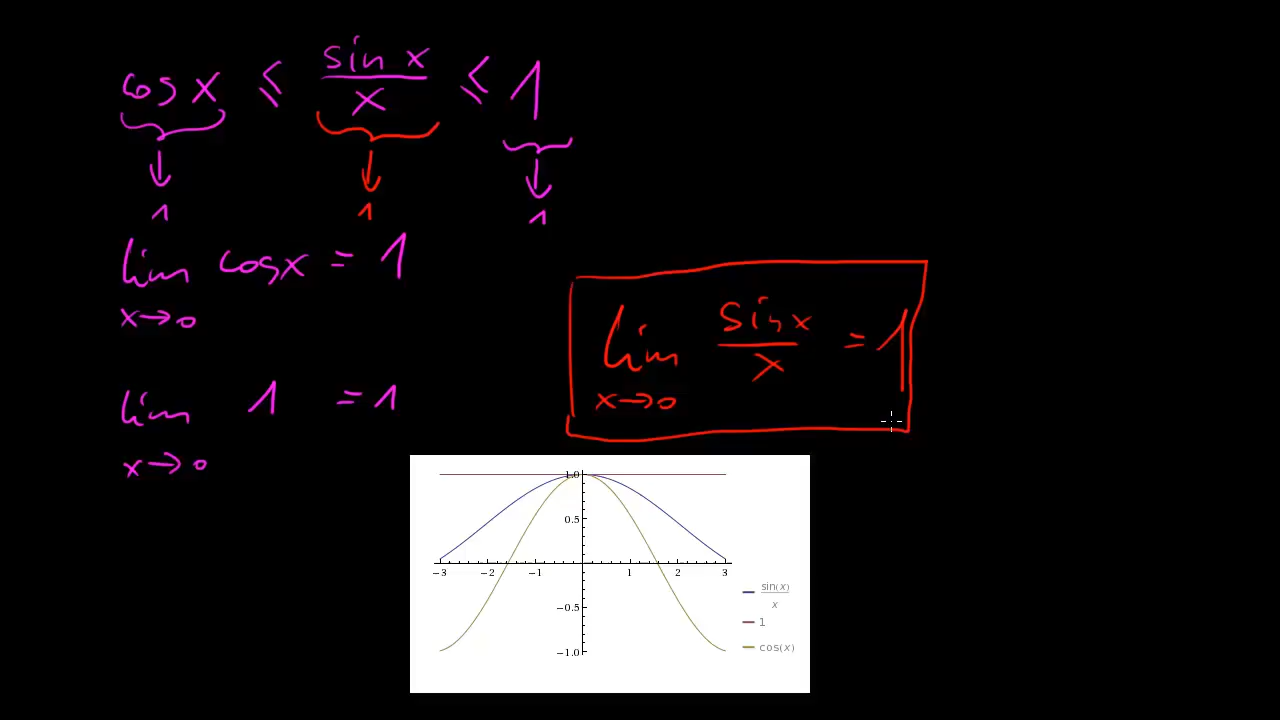 cos x ≤ sin x / x ≤ 1
1 1 1
lim cos x = 1
x→0
lim 1 = 1
x→0
lim sin x / x = 1
x→0
1.0
0.5
−3 −2 −1 1 2 3
−0.5
−1.0
sin(x) / x
1
cos(x)